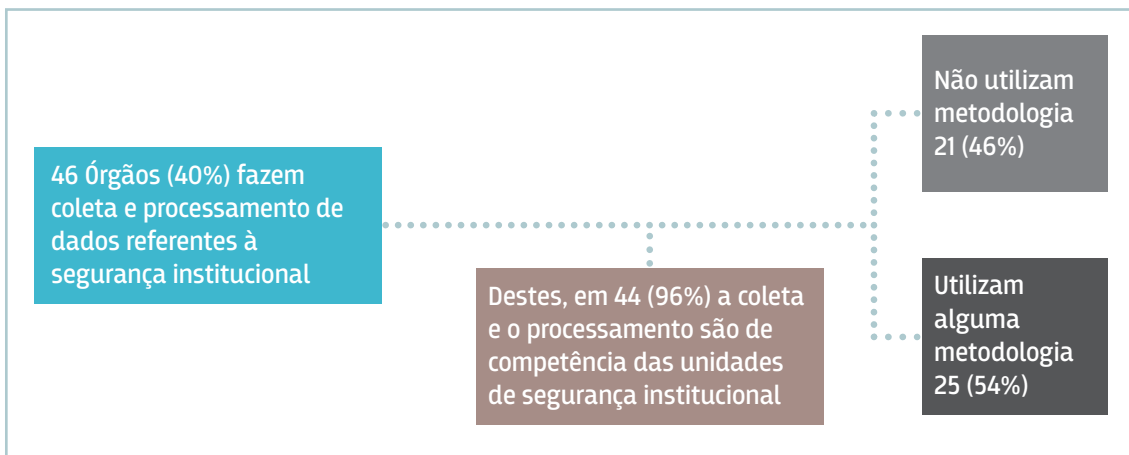 46 Órgãos (40%) fazem
coleta e processamento de
dados referentes à
segurança institucional
Destes, em 44 (96%) a coleta
e o processamento são de
competência das unidades
de segurança institucional
Não utilizam
metodologia
21 (46%)
Utilizam
alguma
metodologia
25 (54%)